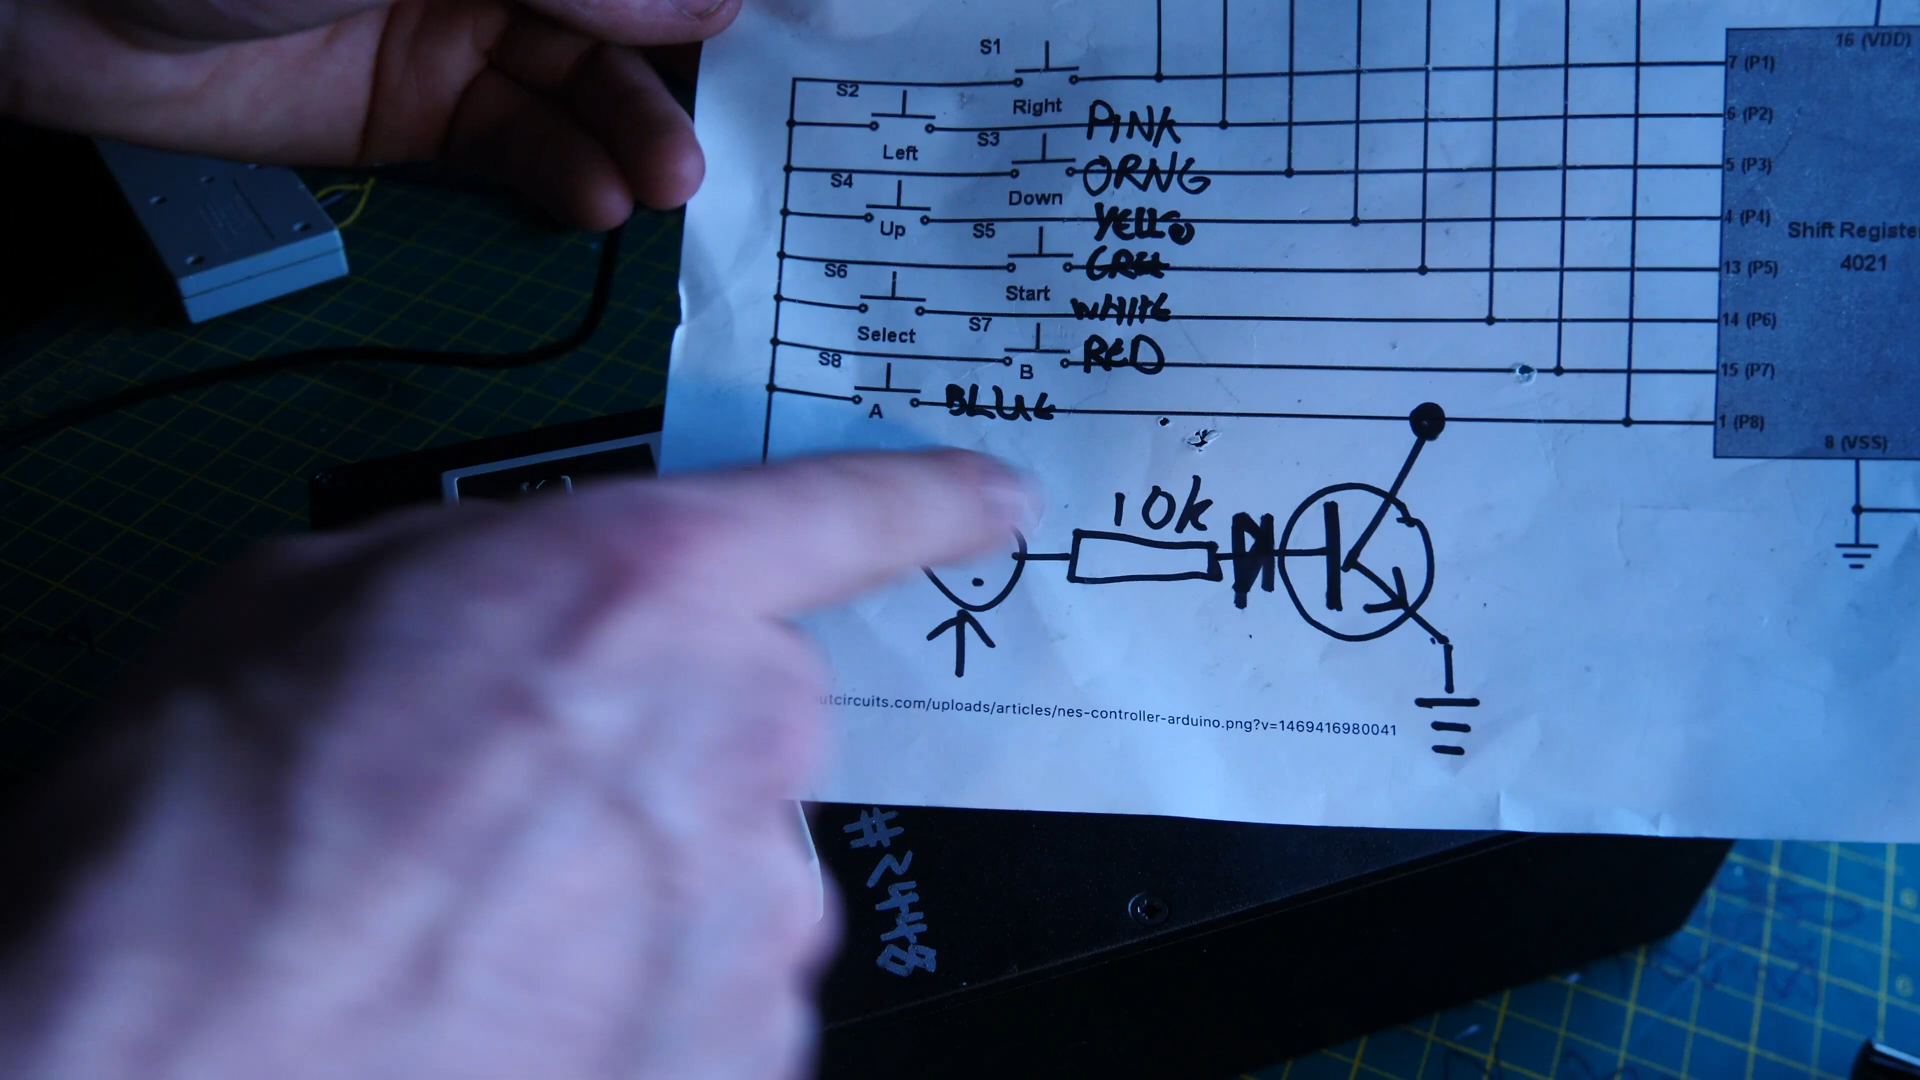 16 (VDD)
S1
7 (P1)
S2
Right
PINK
6 (P2)
Left
S3
ORNG
5 (P3)
S4
Down
YELLO
4 (P4)
Up
S5
Shift Registe
GREE
13 (P5)
4021
S6
Start
WHITE
14 (P6)
Select
S7
RED
15 (P7)
S8
B
BLUE
A
1 (P8)
8 (VSS)
10k
utcircuits.com/uploads/articles/nes-controller-arduino.png?v=1469416980041
#2448